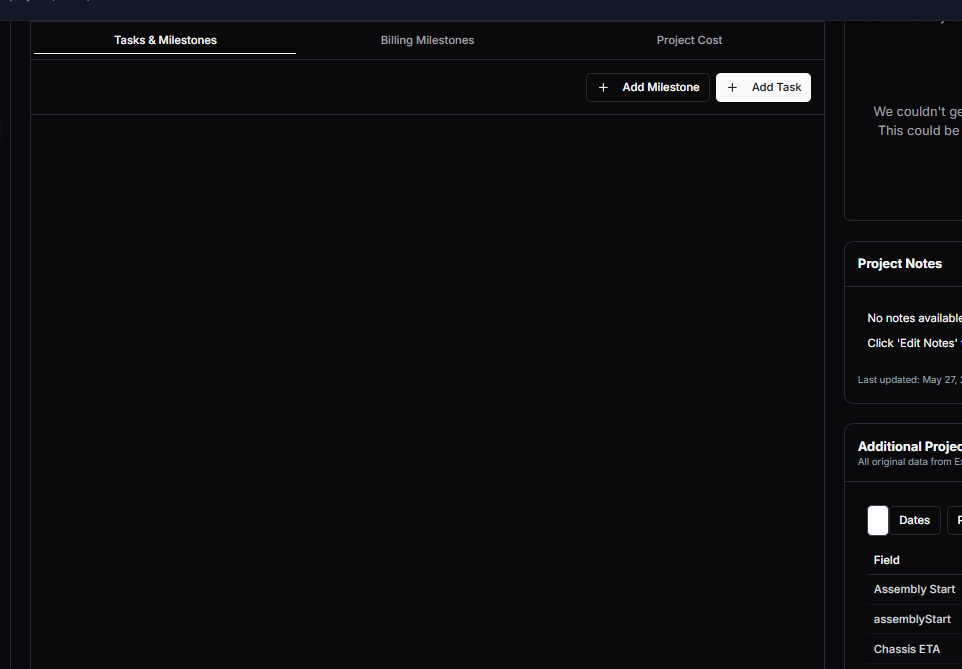 Tasks & Milestones
Billing Milestones
Project Cost
+ Add Milestone
+ Add Task
We couldn't ge
This could be
Project Notes
No notes available
Click 'Edit Notes'
Last updated: May 27,
Additional Projec
All original data from Ex
Dates
Field
Assembly Start
assemblyStart
Chassis ETA